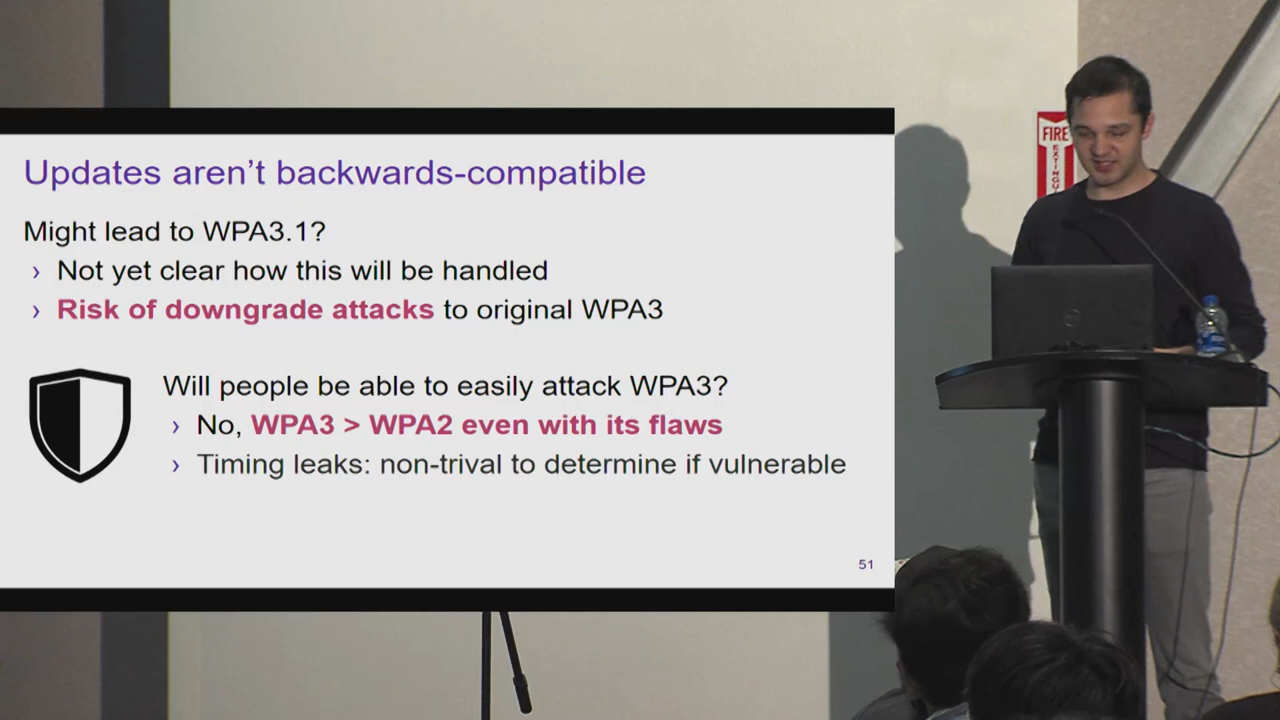 Updates aren't backwards-compatible
Might lead to WPA3.1?
› Not yet clear how this will be handled
› Risk of downgrade attacks to original WPA3
Will people be able to easily attack WPA3?
› No, WPA3 > WPA2 even with its flaws
› Timing leaks: non-trival to determine if vulnerable
51
FIRE